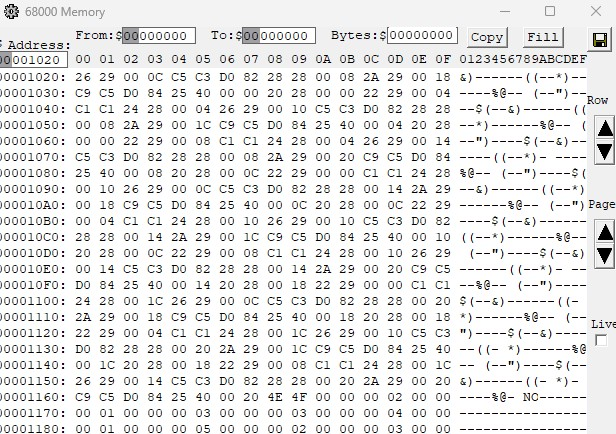 68000 Memory
From:$00000000 To:$00000000 Bytes:$00000000 Copy Fill
$ Address:
00001020 00 01 02 03 04 05 06 07 08 09 0A 0B 0C 0D 0E 0F 0123456789ABCDEF
00001020: 26 29 00 0C C5 C3 D0 82 28 28 00 08 2A 29 00 18 &)------((--*)--
00001030: C9 C5 D0 84 25 40 00 00 20 28 00 00 22 29 00 04 ----%@-- (--")--
00001040: C1 C1 24 28 00 04 26 29 00 10 C5 C3 D0 82 28 28 --$(--&)------((
00001050: 00 08 2A 29 00 1C C9 C5 D0 84 25 40 00 04 20 28 --*)------%@-- (
00001060: 00 00 22 29 00 08 C1 C1 24 28 00 04 26 29 00 14 --")----$(--&)--
00001070: C5 C3 D0 82 28 28 00 08 2A 29 00 20 C9 C5 D0 84 ----((--*)- ----
00001080: 25 40 00 08 20 28 00 0C 22 29 00 00 C1 C1 24 28 %@-- (--")----$(
00001090: 00 10 26 29 00 0C C5 C3 D0 82 28 28 00 14 2A 29 --&)------((--*)
000010A0: 00 18 C9 C5 D0 84 25 40 00 0C 20 28 00 0C 22 29 ------%@-- (--")
000010B0: 00 04 C1 C1 24 28 00 10 26 29 00 10 C5 C3 D0 82 ----$(--&)------
000010C0: 28 28 00 14 2A 29 00 1C C9 C5 D0 84 25 40 00 10 ((--*)------%@--
000010D0: 20 28 00 0C 22 29 00 08 C1 C1 24 28 00 10 26 29  (--")----$(--&)
000010E0: 00 14 C5 C3 D0 82 28 28 00 14 2A 29 00 20 C9 C5 ------((--*)- --
000010F0: D0 84 25 40 00 14 20 28 00 18 22 29 00 00 C1 C1 --%@-- (--")----
00001100: 24 28 00 1C 26 29 00 0C C5 C3 D0 82 28 28 00 20 $(--&)------((-
00001110: 2A 29 00 18 C9 C5 D0 84 25 40 00 18 20 28 00 18 *)------%@-- (--
00001120: 22 29 00 04 C1 C1 24 28 00 1C 26 29 00 10 C5 C3 ")----$(--&)----
00001130: D0 82 28 28 00 20 2A 29 00 1C C9 C5 D0 84 25 40 --((- *)------%@
00001140: 00 1C 20 28 00 18 22 29 00 08 C1 C1 24 28 00 1C -- (--")----$(--
00001150: 26 29 00 14 C5 C3 D0 82 28 28 00 20 2A 29 00 20 &)------((- *)-
00001160: C9 C5 D0 84 25 40 00 20 4E 4F 00 00 00 02 00 00 ----%@- NO------
00001170: 00 01 00 00 00 03 00 00 00 03 00 00 00 04 00 00 ----------------
00001180: 00 01 00 00 00 05 00 00 00 02 00 00 00 03 00 00 ----------------
Row
Page
Live